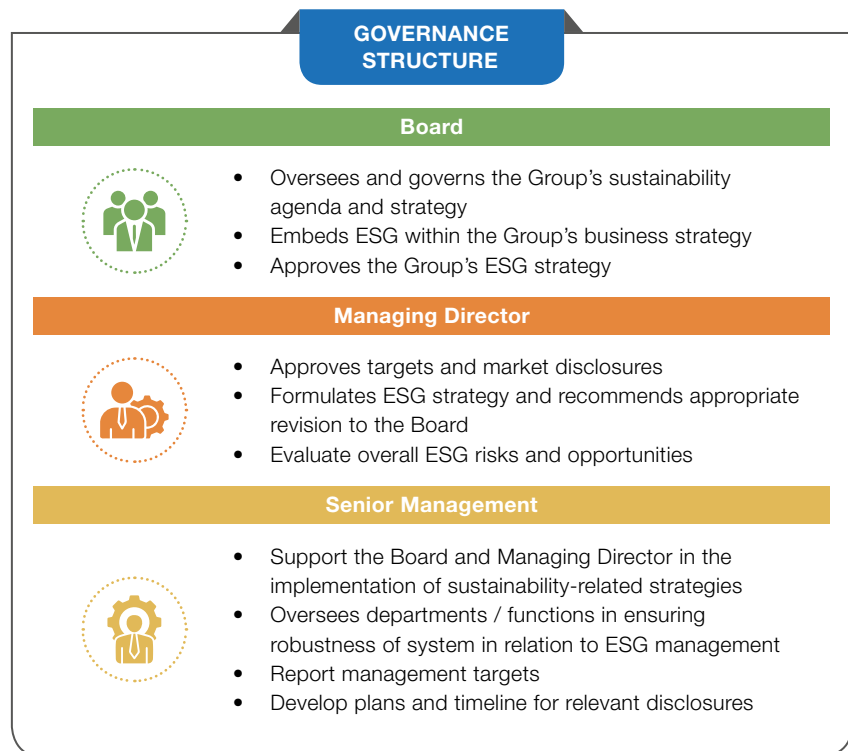 GOVERNANCE
STRUCTURE
Board
• Oversees and governs the Group’s sustainability
agenda and strategy
• Embeds ESG within the Group’s business strategy
• Approves the Group’s ESG strategy
Managing Director
• Approves targets and market disclosures
• Formulates ESG strategy and recommends appropriate
revision to the Board
• Evaluate overall ESG risks and opportunities
Senior Management
• Support the Board and Managing Director in the
implementation of sustainability-related strategies
• Oversees departments / functions in ensuring
robustness of system in relation to ESG management
• Report management targets
• Develop plans and timeline for relevant disclosures